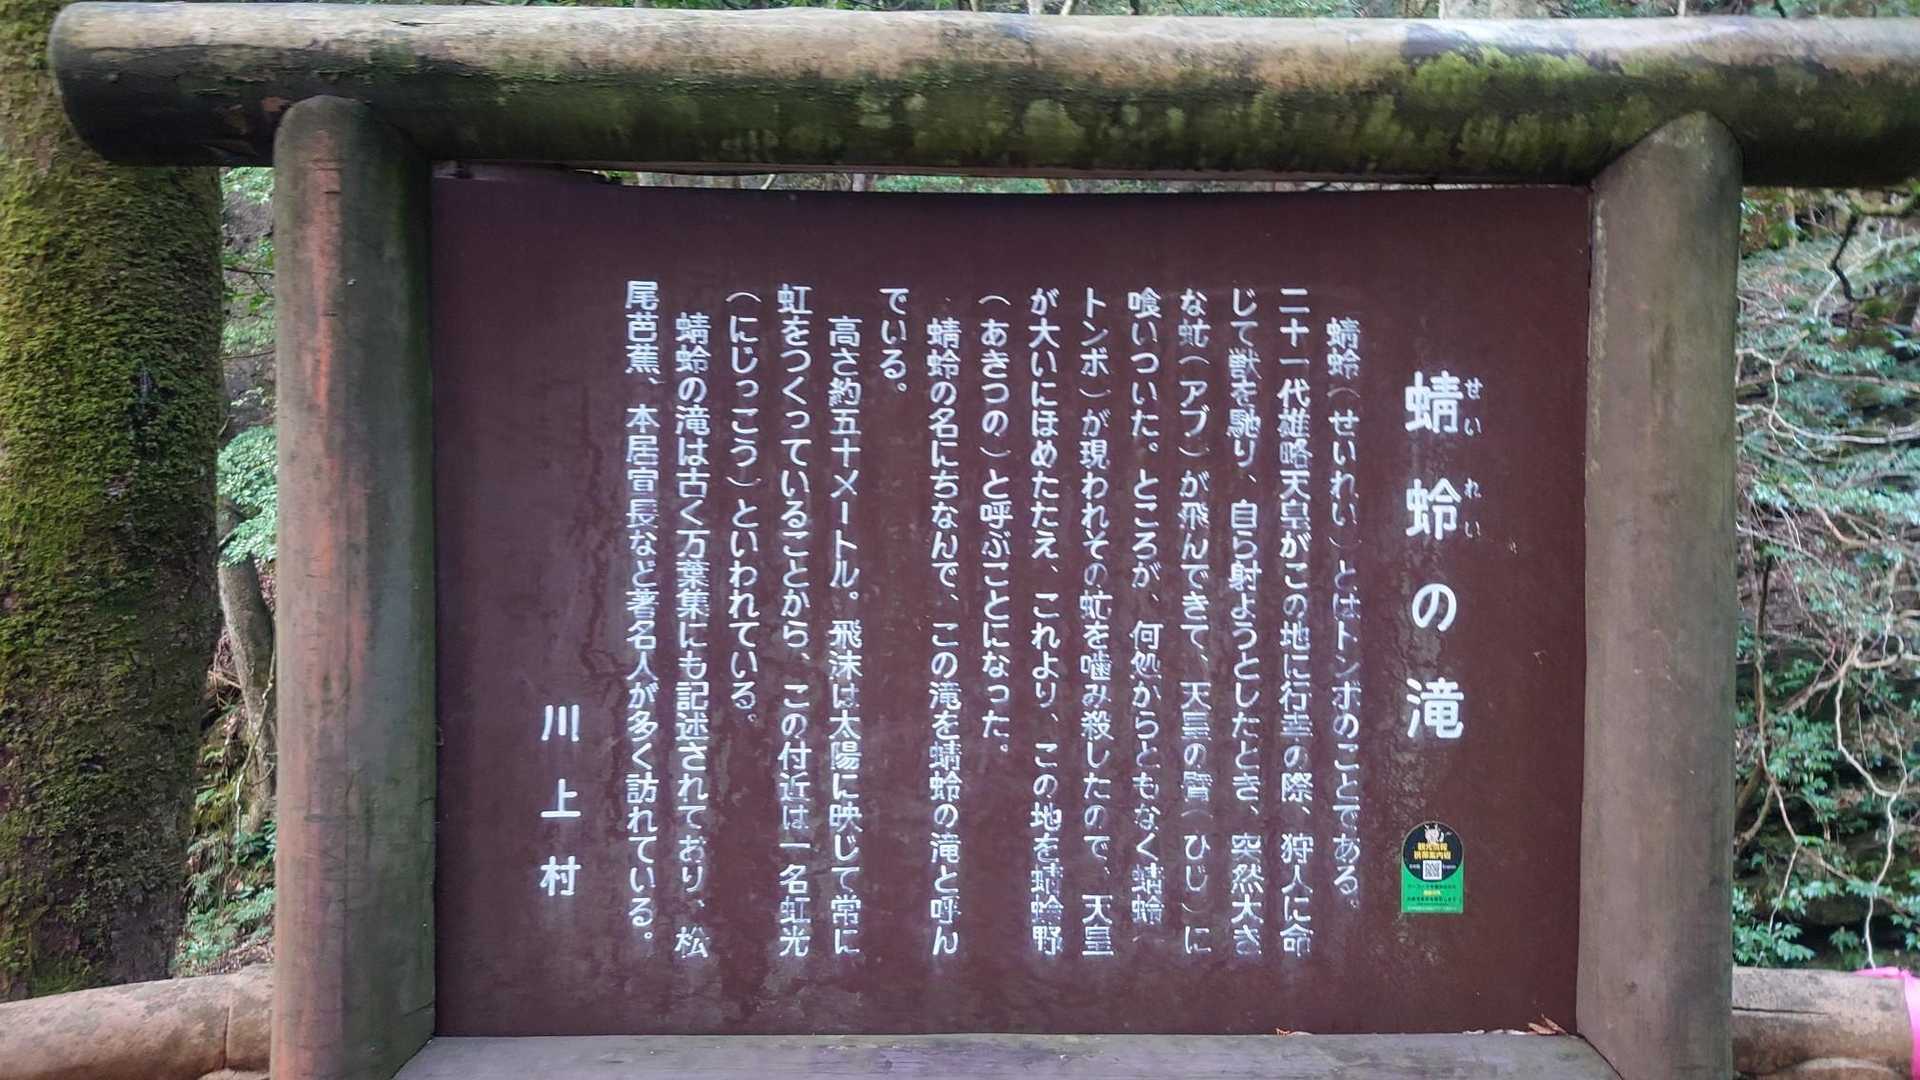 蜻蛉の滝
せいれい
蜻蛉（せいれい）とはトンボのことである。
二十一代雄略天皇がこの地に行幸の際、狩人に命
じて獣を馳り、自ら射ようとしたとき、突然大き
な虻（アブ）が飛んできて、天皇の臂（ひじ）に
喰いついた。ところが、何処からともなく蜻蛉（
トンボ）が現われその虻を噛み殺したので、天皇
が大いにほめたたえ、これより、この地を蜻蛉野
（あきつの）と呼ぶことになった。
蜻蛉の名にちなんで、この滝を蜻蛉の滝と呼ん
でいる。
高さ約五十メートル。飛沫は太陽に映じて常に
虹をつくっていることから、この付近は一名虹光
（にじっこう）といわれている。
蜻蛉の滝は古く万葉集にも記述されており、松
尾芭蕉、本居宣長など著名人が多く訪れている。
川上村
観光情報
携帯案内板